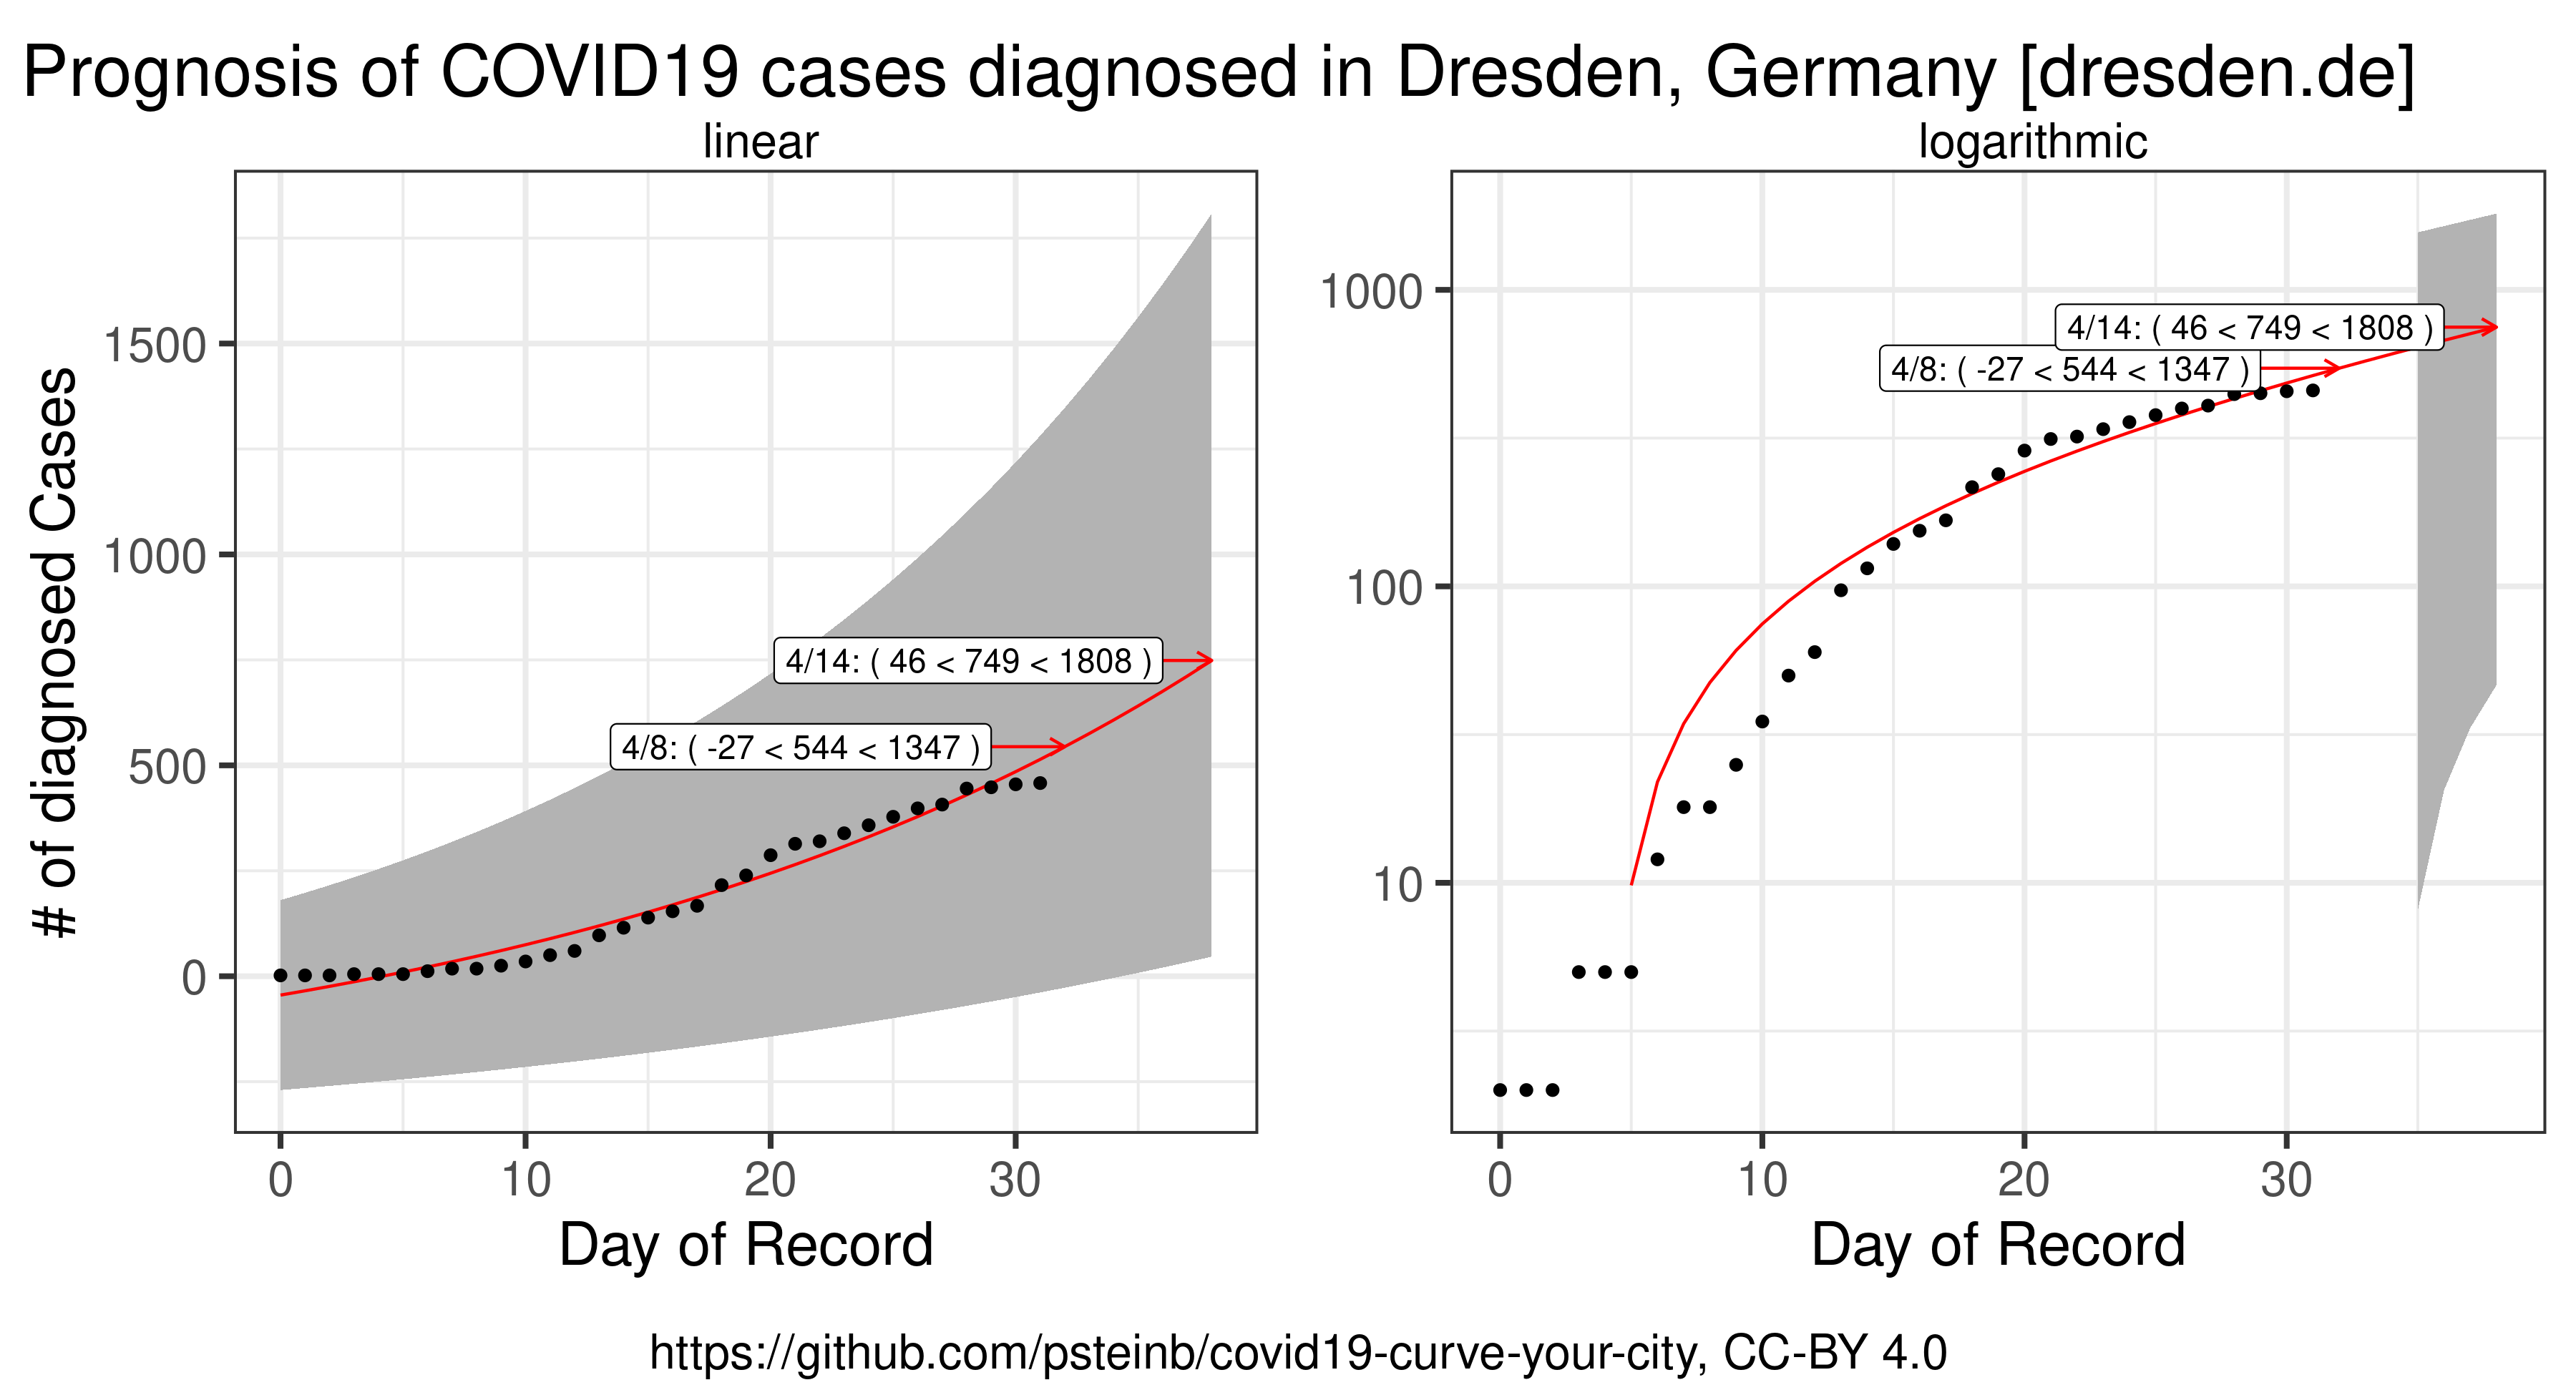 Prognosis of COVID19 cases diagnosed in Dresden, Germany [dresden.de]
linear
# of diagnosed Cases
1500
1000
500
0
4/14: ( 46 < 749 < 1808 )
4/8: ( -27 < 544 < 1347 )
0 10 20 30
Day of Record
logarithmic
1000
100
10
4/14: ( 46 < 749 < 1808 )
4/8: ( -27 < 544 < 1347 )
0 10 20 30
Day of Record
https://github.com/psteinb/covid19-curve-your-city, CC-BY 4.0